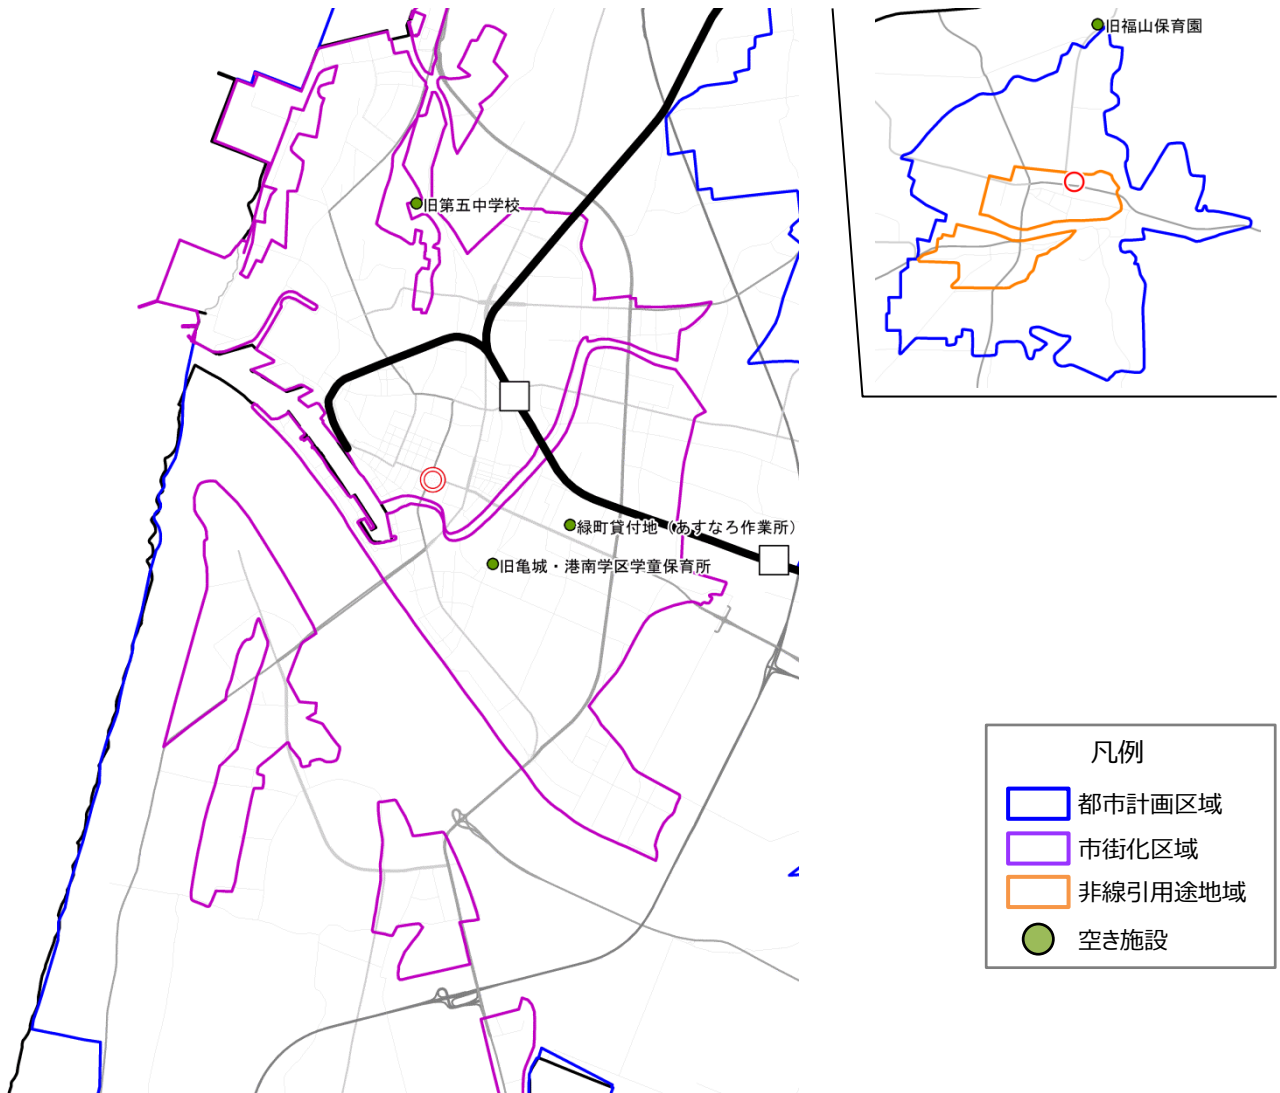 旧福山保育園
旧第五中学校
緑町貸付地（あすなろ作業所）
旧亀城・港南学区学童保育所
凡例
都市計画区域
市街化区域
非線引用途地域
空き施設